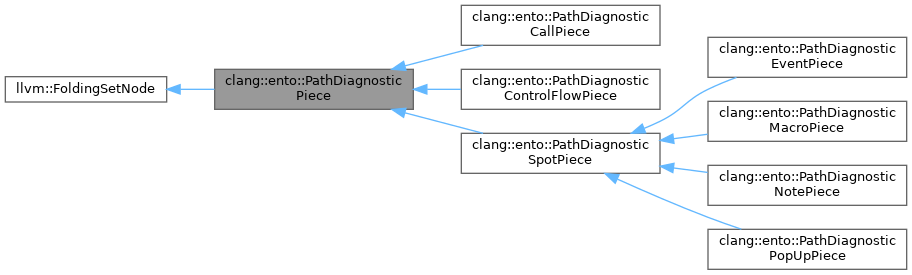 llvm::FoldingSetNode
clang::ento::PathDiagnostic
Piece
clang::ento::PathDiagnostic
CallPiece
clang::ento::PathDiagnostic
ControlFlowPiece
clang::ento::PathDiagnostic
SpotPiece
clang::ento::PathDiagnostic
EventPiece
clang::ento::PathDiagnostic
MacroPiece
clang::ento::PathDiagnostic
NotePiece
clang::ento::PathDiagnostic
PopUpPiece